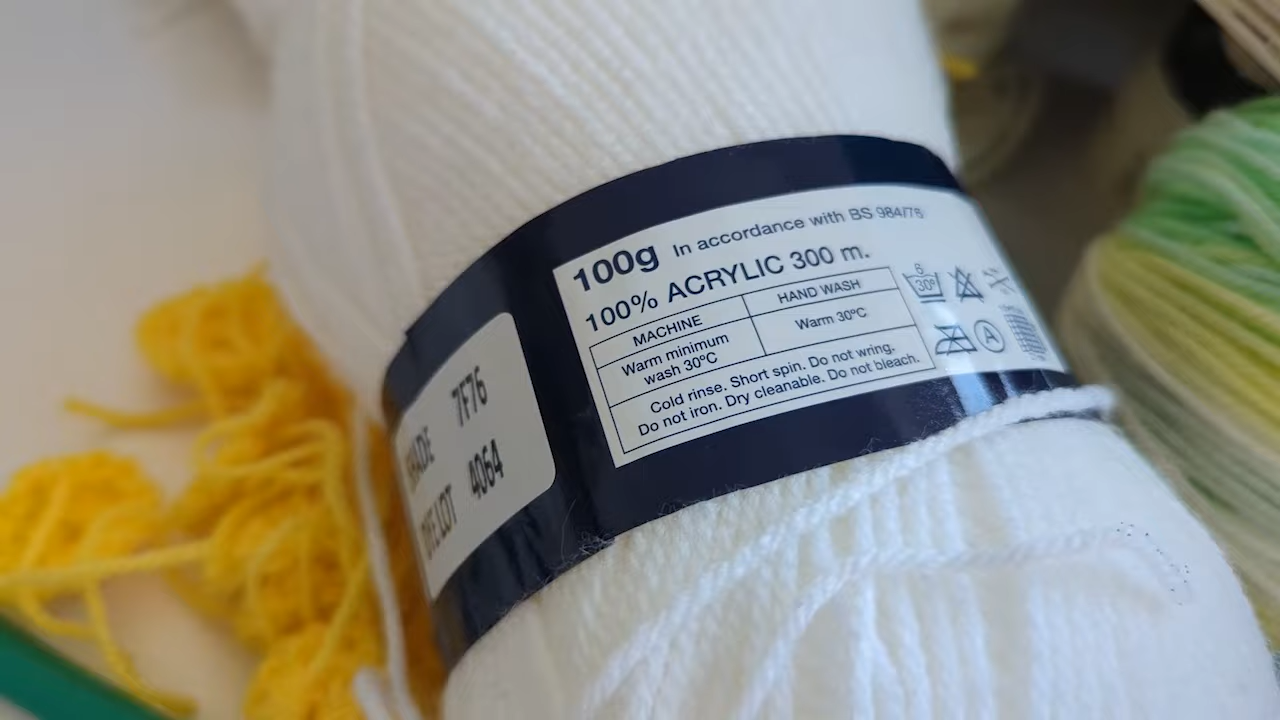 100g In accordance with BS 984/76
100% ACRYLIC 300 m.
MACHINE
HAND WASH
Warm minimum
wash 30ºC
Warm 30ºC
Cold rinse. Short spin. Do not wring.
Do not iron. Dry cleanable. Do not bleach.
30º
A
SHADE 7F76
DYE LOT 4064